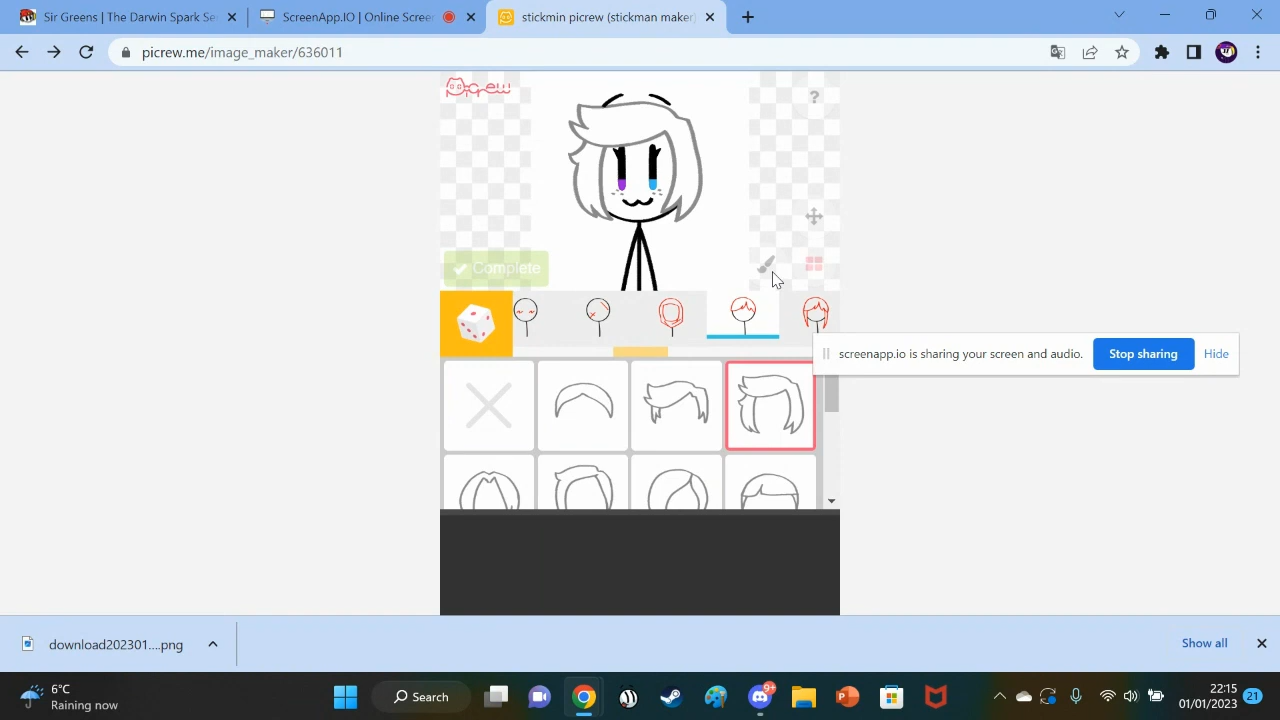 Sir Greens | The Darwin Spark Se
ScreenApp.IO | Online Screen
stickmin picrew (stickman maker)
picrew.me/image_maker/636011
picrew
?
Complete
screenapp.io is sharing your screen and audio.
Stop sharing
Hide
download202301....png
Show all
6°C
Raining now
Search
9+
22:15
01/01/2023
21